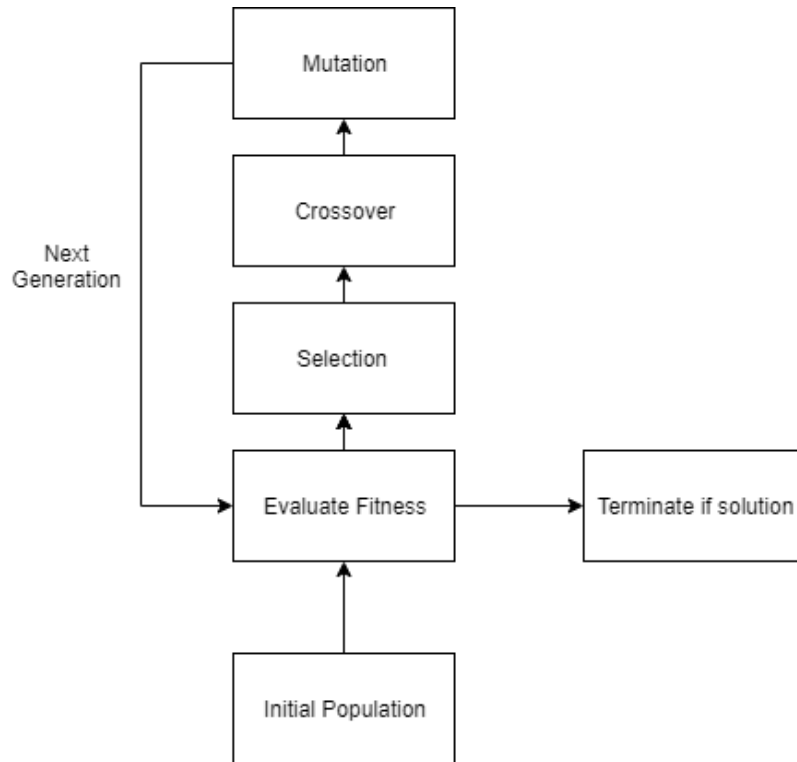 Mutation
Crossover
Next
Generation
Selection
Evaluate Fitness
Terminate if solution
Initial Population